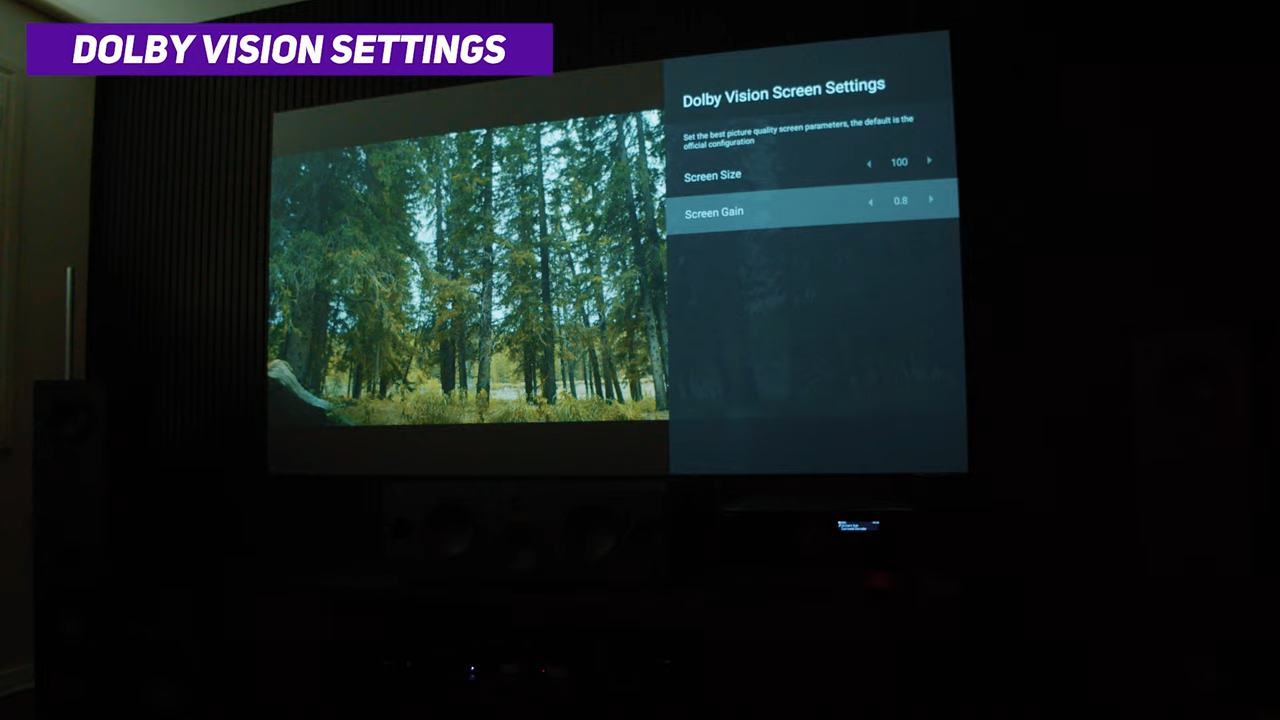 DOLBY VISION SETTINGS
Dolby Vision Screen Settings
Set the best picture quality screen parameters, the default is the
official configuration
Screen Size 100
Screen Gain 0.8